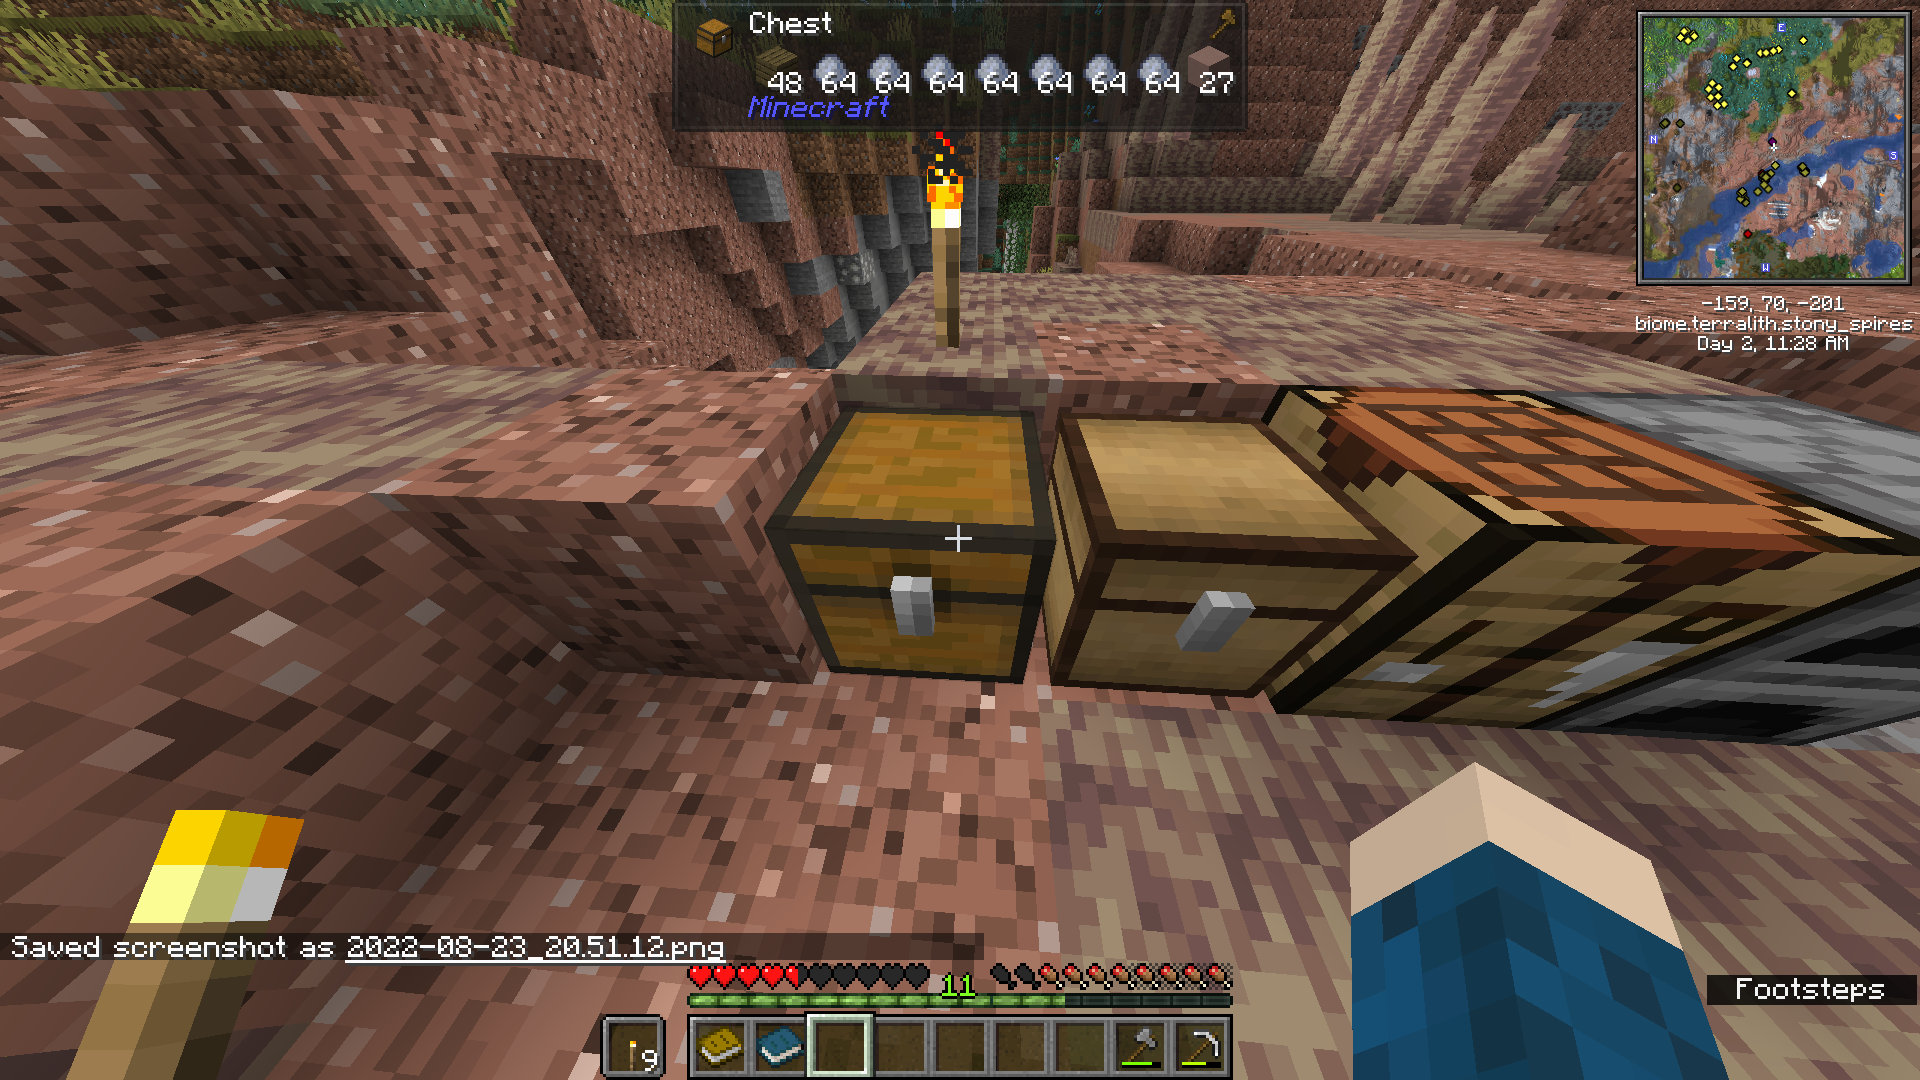 Chest
48 64 64 64 64 64 64 64 27
Minecraft
E
N
S
W
-159, 70, -201
biome.terralith.stony_spires
Day 2, 11:28 AM
Saved screenshot as 2022-08-23_20.51.12.png
11
Footsteps
9